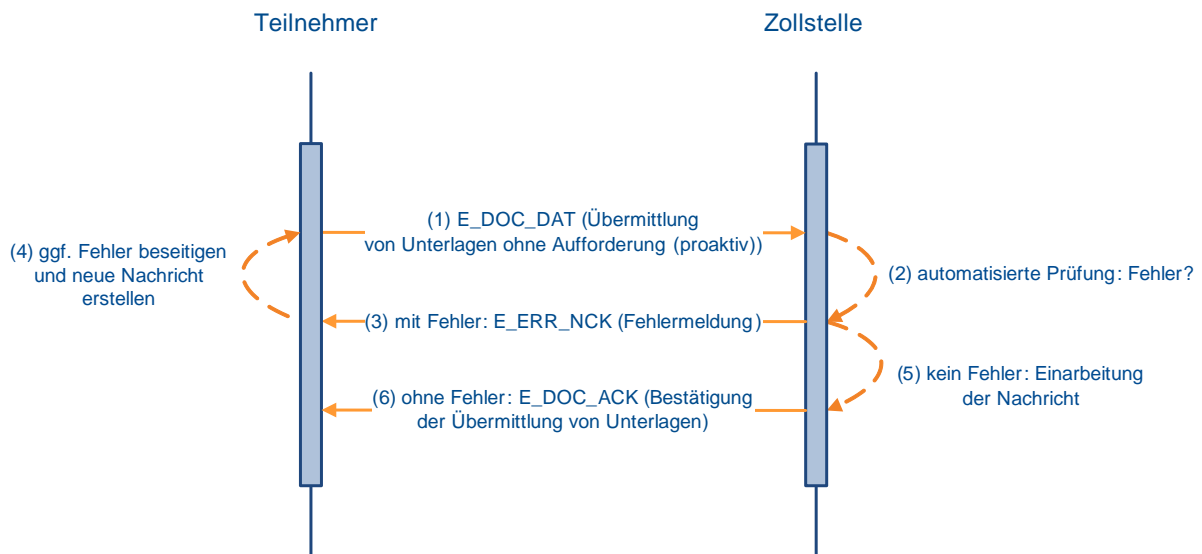 Teilnehmer
Zollstelle
(1) E_DOC_DAT (Übermittlung
von Unterlagen ohne Aufforderung (proaktiv))
(4) ggf. Fehler beseitigen
und neue Nachricht
erstellen
(2) automatisierte Prüfung: Fehler?
(3) mit Fehler: E_ERR_NCK (Fehlermeldung)
(5) kein Fehler: Einarbeitung
der Nachricht
(6) ohne Fehler: E_DOC_ACK (Bestätigung
der Übermittlung von Unterlagen)